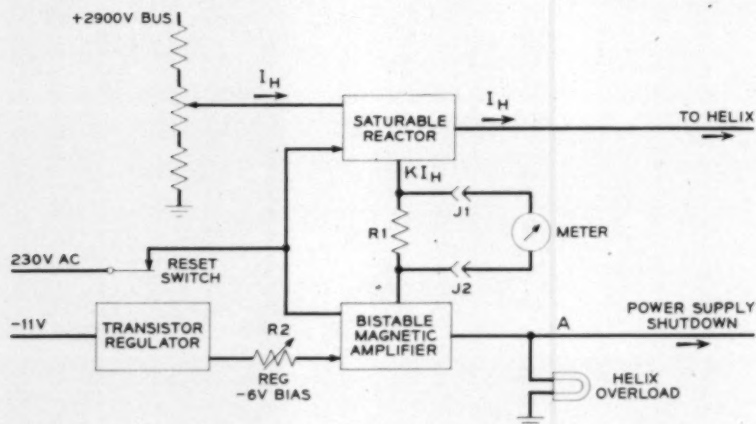 +2900V BUS
I_H
I_H
SATURABLE
REACTOR
TO HELIX
KI_H
J1
R1
METER
J2
230V AC
RESET
SWITCH
-11V
TRANSISTOR
REGULATOR
R2
REG
-6V BIAS
BISTABLE
MAGNETIC
AMPLIFIER
A
POWER SUPPLY
SHUTDOWN
HELIX
OVERLOAD